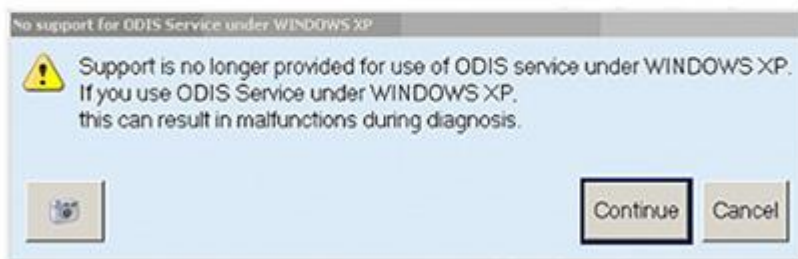 No support for ODIS Service under WINDOWS XP
Support is no longer provided for use of ODIS service under WINDOWS XP.
If you use ODIS Service under WINDOWS XP,
this can result in malfunctions during diagnosis.
Continue Cancel